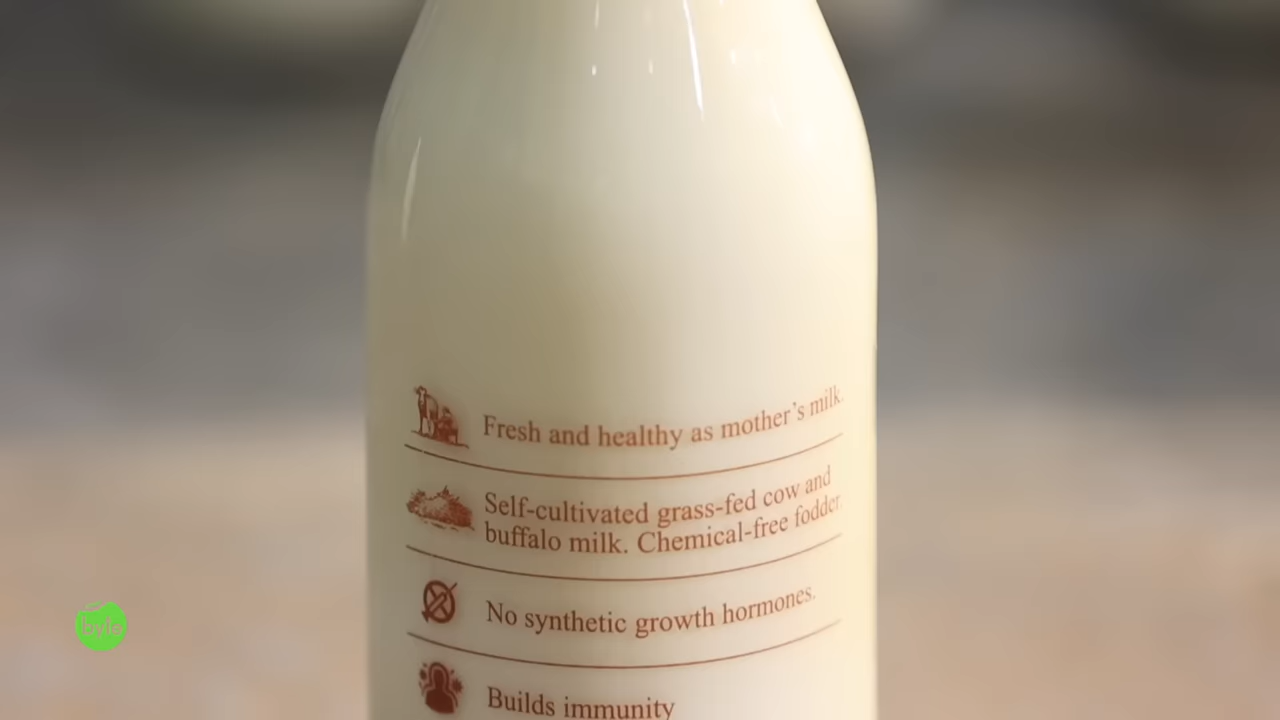 Fresh and healthy as mother's milk.
Self-cultivated grass-fed cow and
buffalo milk. Chemical-free fodder.
No synthetic growth hormones.
Builds immunity
byle